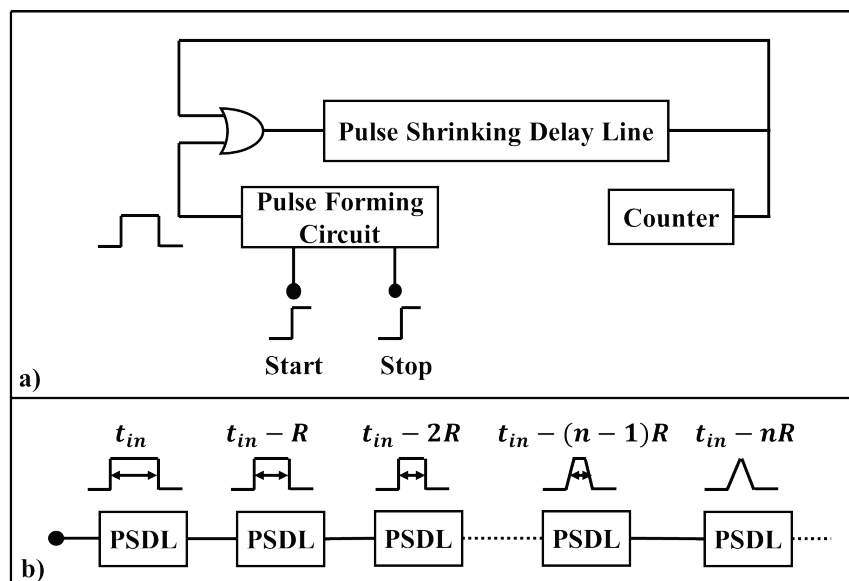 Pulse Shrinking Delay Line
Pulse Forming
Circuit
Counter
Start
Stop
a)
t_in
t_in − R
t_in − 2R
t_in − (n − 1)R
t_in − nR
PSDL
PSDL
PSDL
PSDL
PSDL
b)